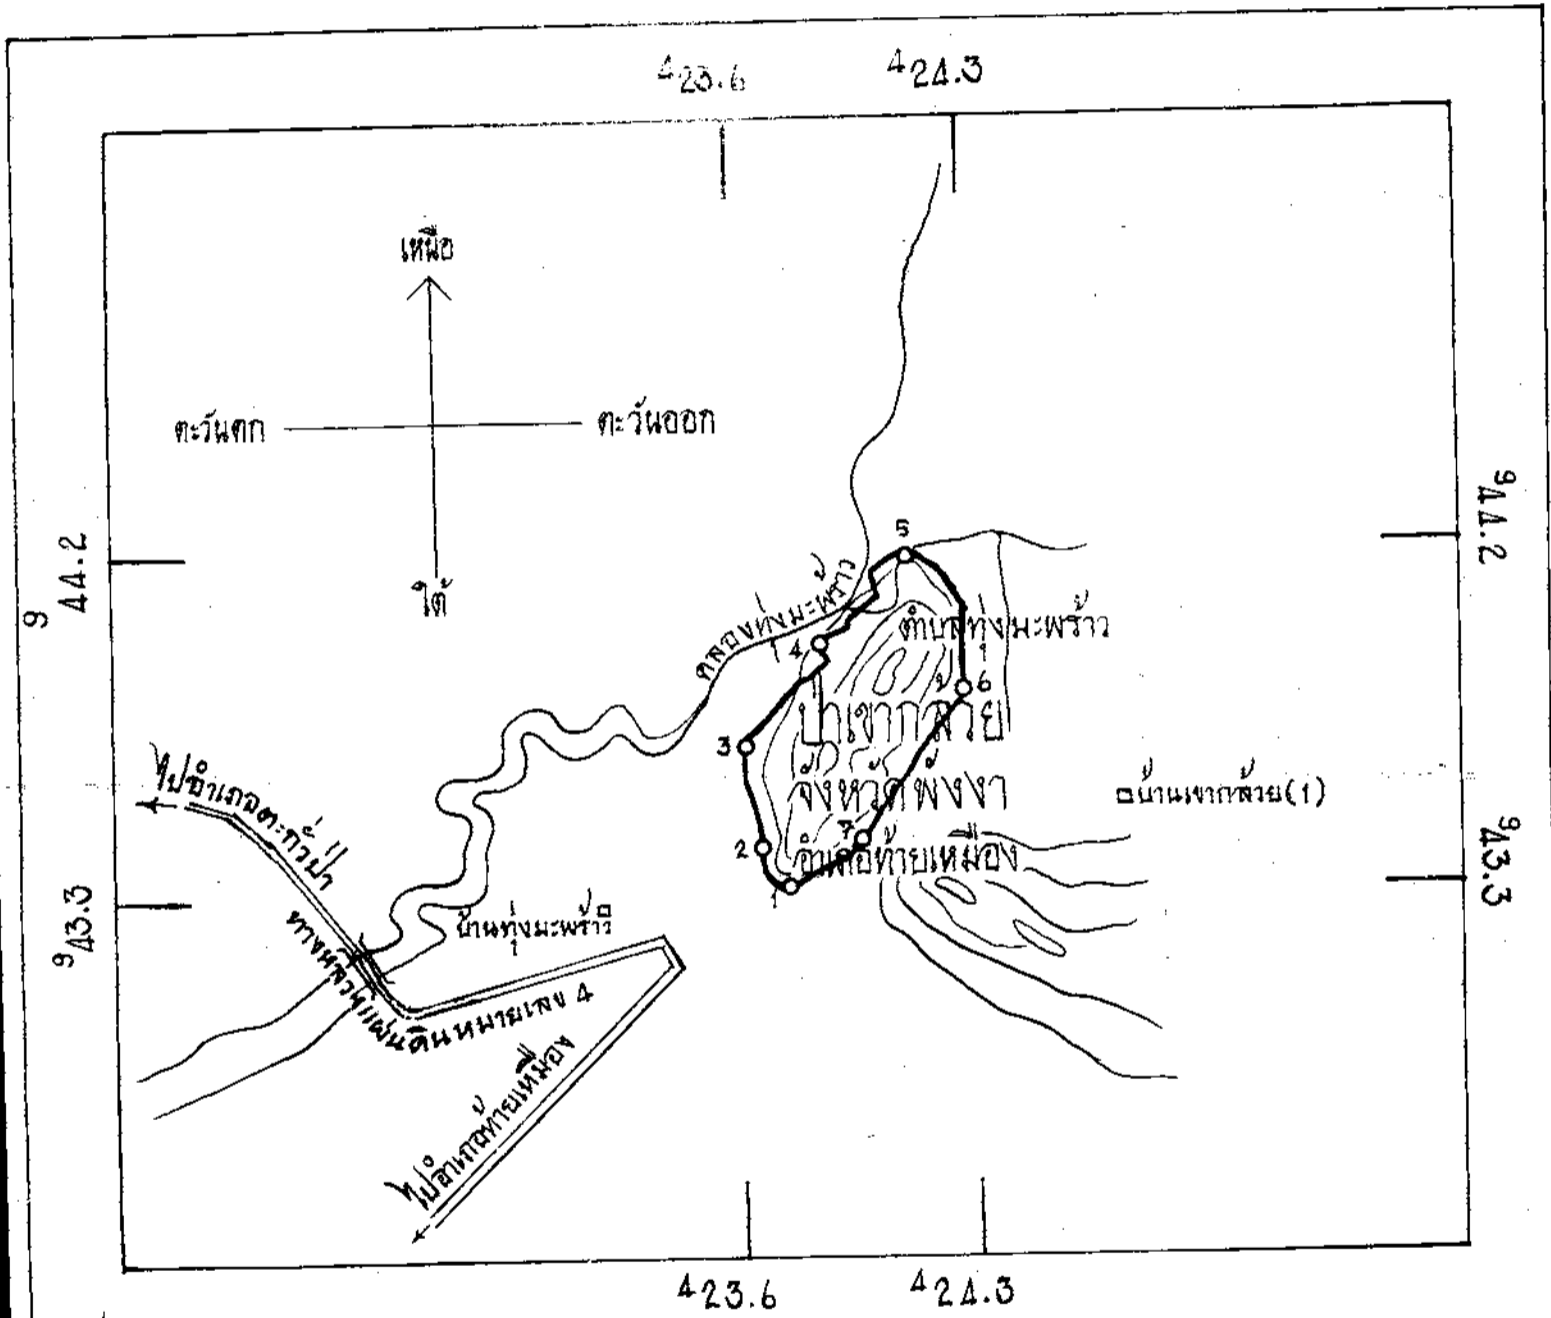 423.6 424.3
เหนือ
ตะวันตก ตะวันออก
ใต้
944.2
944.2
คลองทุ่งมะพร้าว
5
ตำบลทุ่งมะพร้าว
4
6
ป่าเขากล้วย
3
จังหวัดพังงา
บ้านเขากล้วย(1)
ไปอำเภอตะกั่วป่า
7
2
อำเภอท้ายเหมือง
1
943.3
943.3
บ้านทุ่งมะพร้าว
ทางหลวงแผ่นดินหมายเลข 4
ไปอำเภอท้ายเหมือง
423.6 424.3